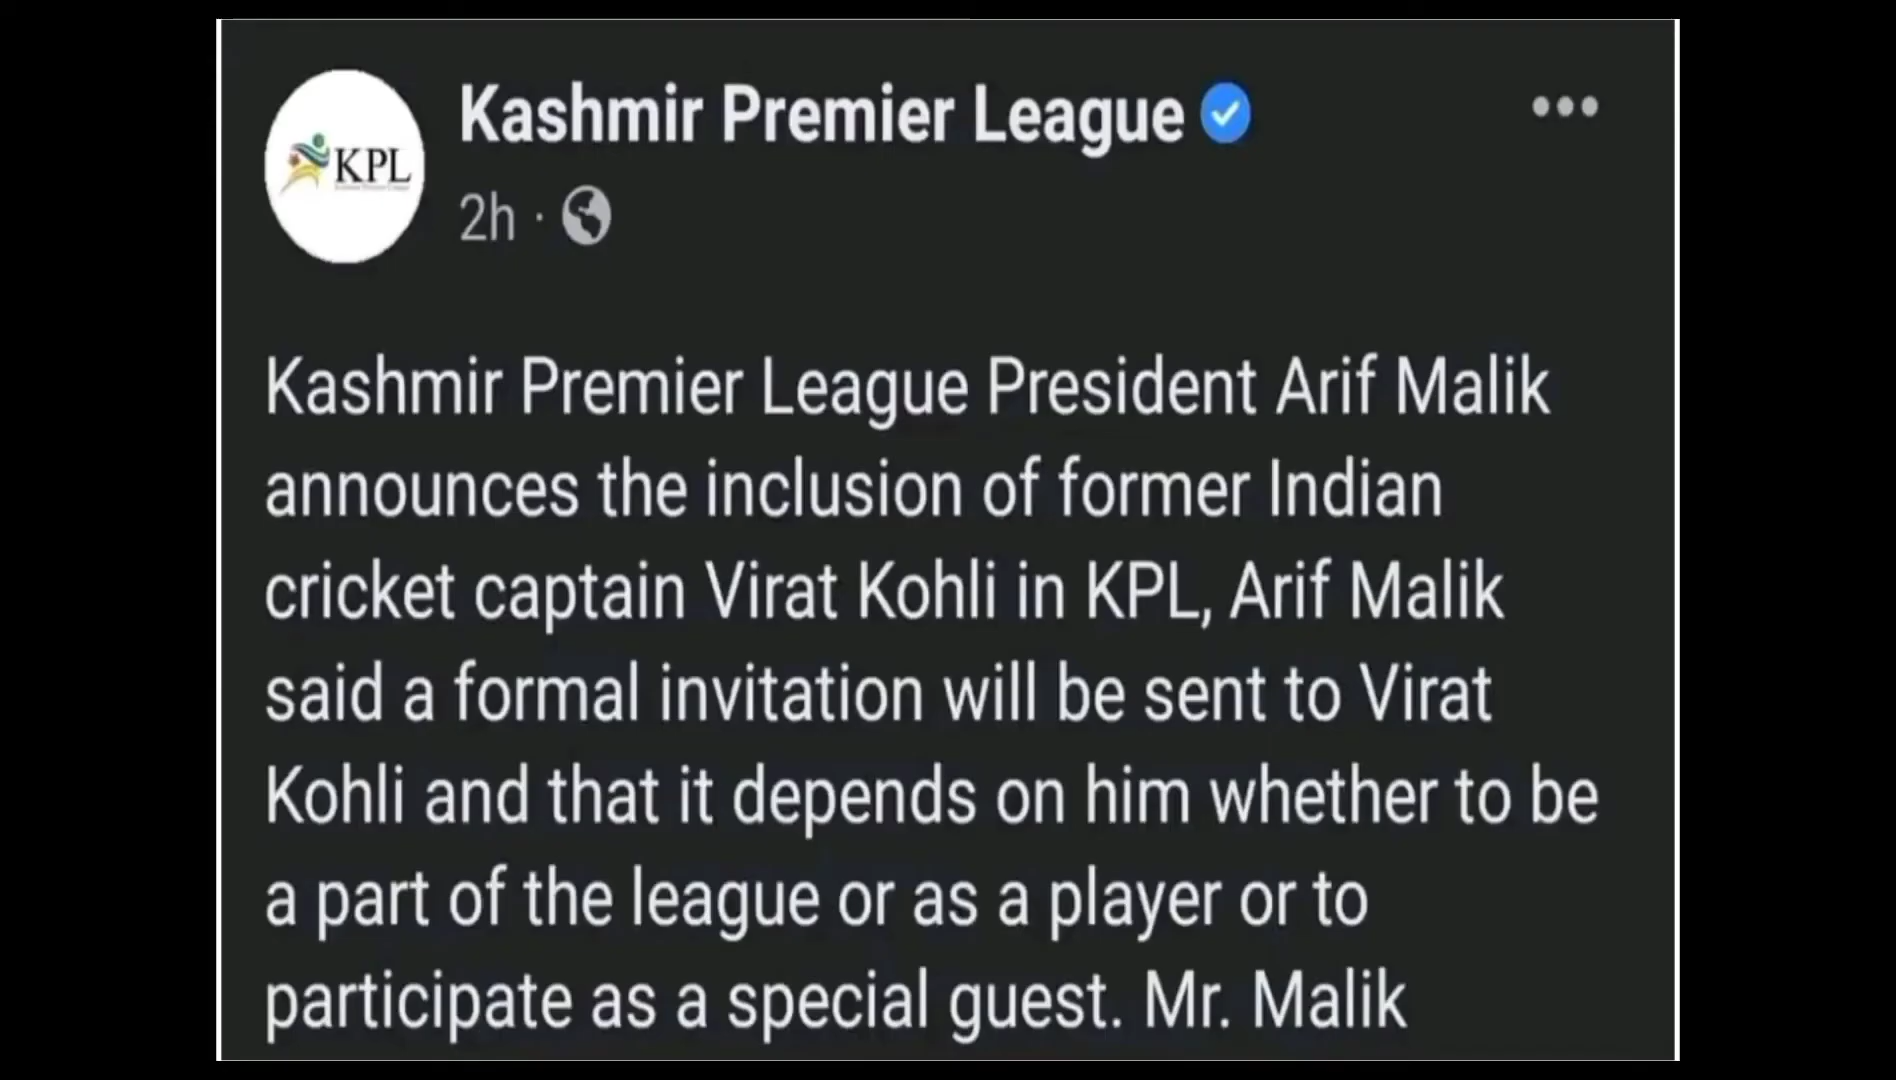 KPL
Kashmir Premier League
2h ·
Kashmir Premier League President Arif Malik
announces the inclusion of former Indian
cricket captain Virat Kohli in KPL, Arif Malik
said a formal invitation will be sent to Virat
Kohli and that it depends on him whether to be
a part of the league or as a player or to
participate as a special guest. Mr. Malik